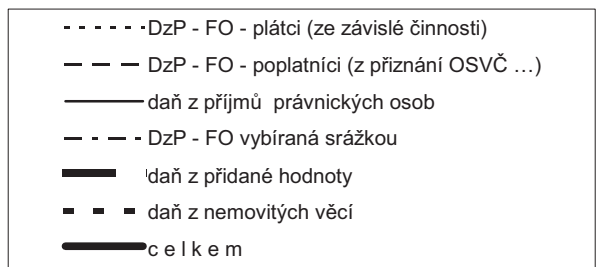 DzP - FO - plátci (ze závislé činnosti)
DzP - FO - poplatníci (z přiznání OSVČ …)
daň z příjmů právnických osob
DzP - FO vybíraná srážkou
daň z přidané hodnoty
daň z nemovitých věcí
c e l k e m